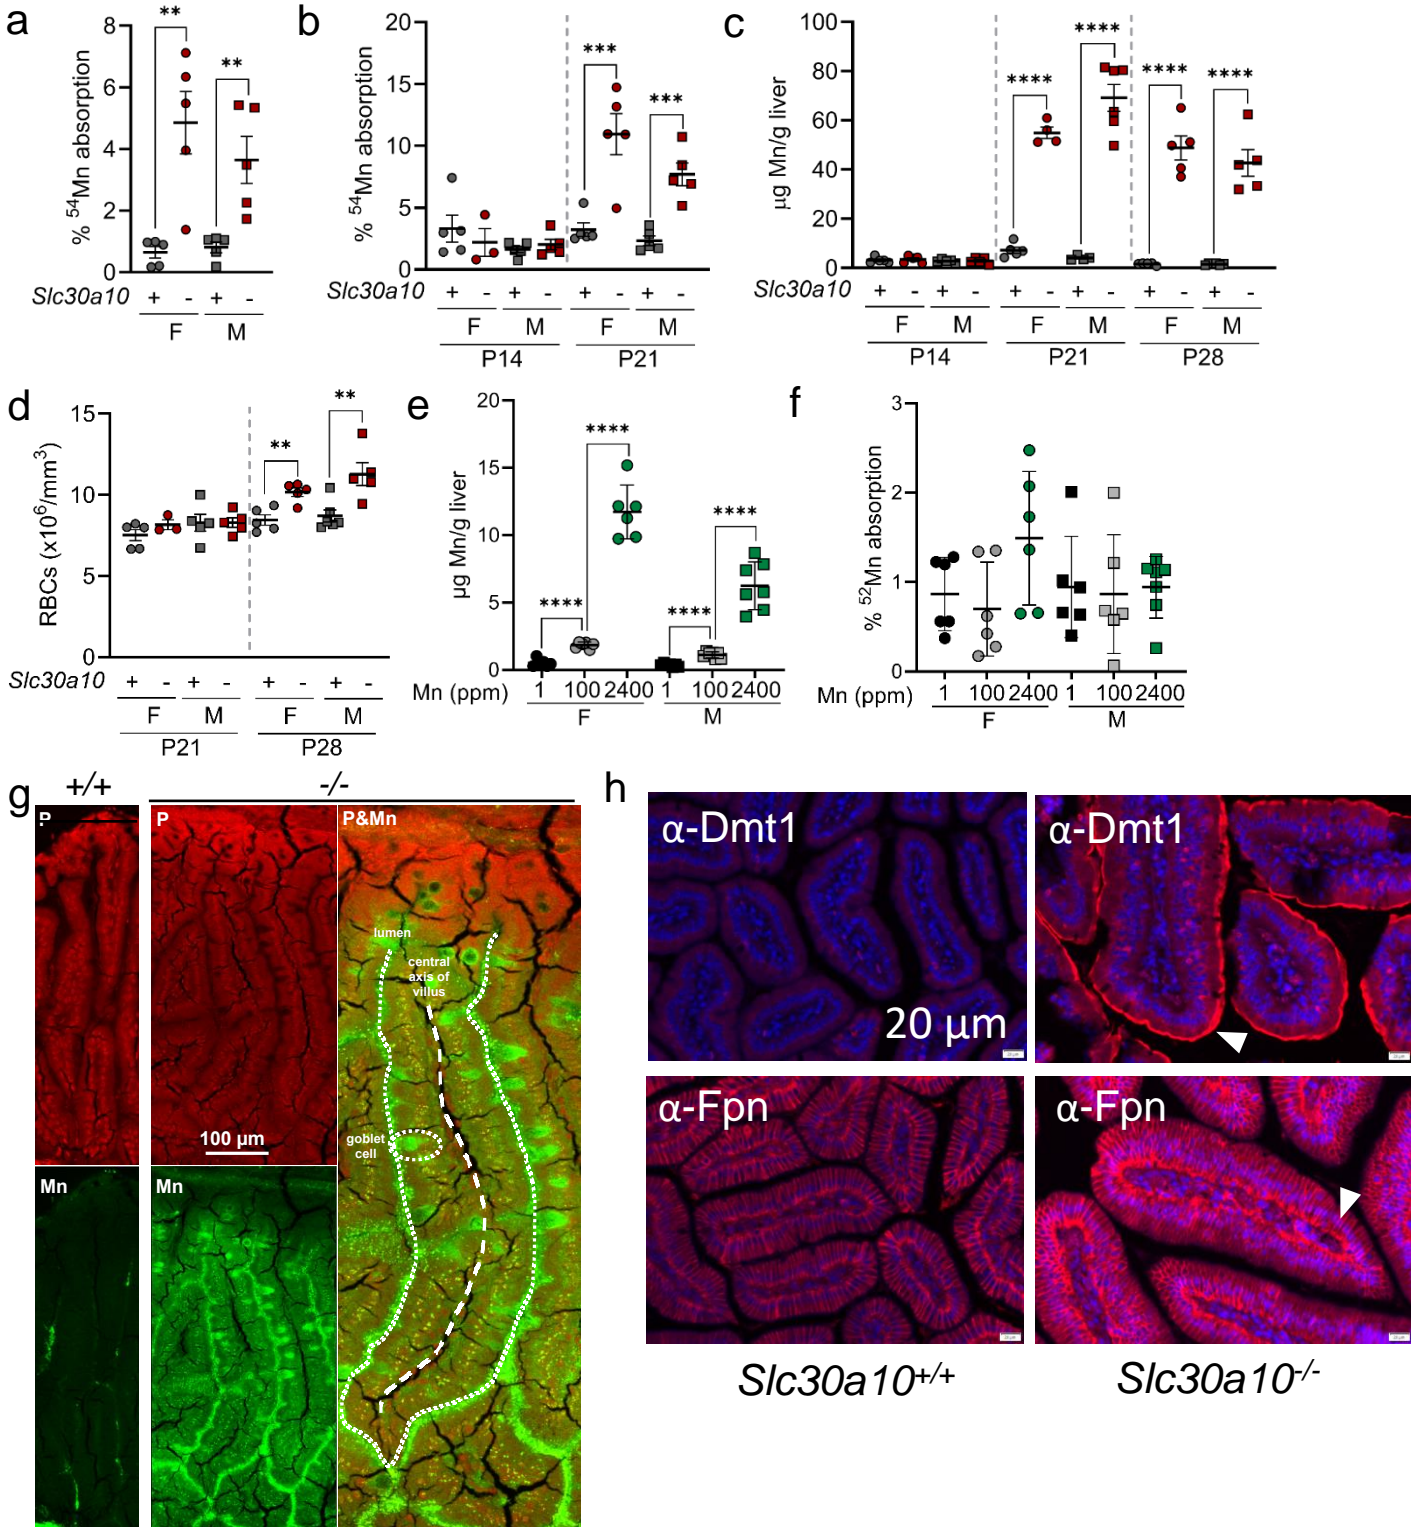 a
8
6
4
2
0
% ⁵⁴Mn absorption
**
**
Slc30a10 + - + -
F M
b
20
15
10
5
0
% ⁵⁴Mn absorption
***
***
Slc30a10 + - + - + - + -
F M F M
P14 P21
c
100
80
60
40
20
0
µg Mn/g liver
****
****
****
****
Slc30a10 + - + - + - + - + - + -
F M F M F M
P14 P21 P28
d
15
10
5
0
RBCs (x10⁶/mm³)
**
**
Slc30a10 + - + - + - + -
F M F M
P21 P28
e
20
15
10
5
0
µg Mn/g liver
****
****
****
****
Mn (ppm) 1 100 2400 1 100 2400
F M
f
3
2
1
0
% ⁵²Mn absorption
Mn (ppm) 1 100 2400 1 100 2400
F M
g
+/+ -/-
P
P
P&Mn
lumen
central
axis of
villus
goblet
cell
100 µm
Mn
Mn
h
α-Dmt1
20 µm
α-Dmt1
α-Fpn
α-Fpn
Slc30a10⁺/⁺ Slc30a10⁻/⁻